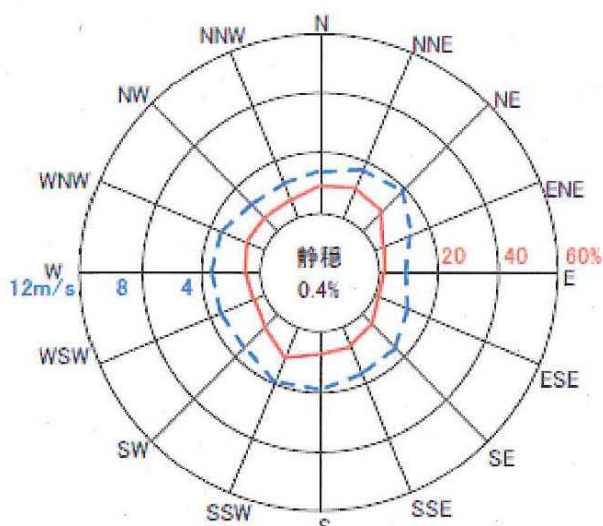 N
NNW
NNE
NW
NE
WNW
ENE
静穏
0.4%
W
12m/s 8 4
20 40 60%
E
WSW
ESE
SW
SE
SSW
SSE
S